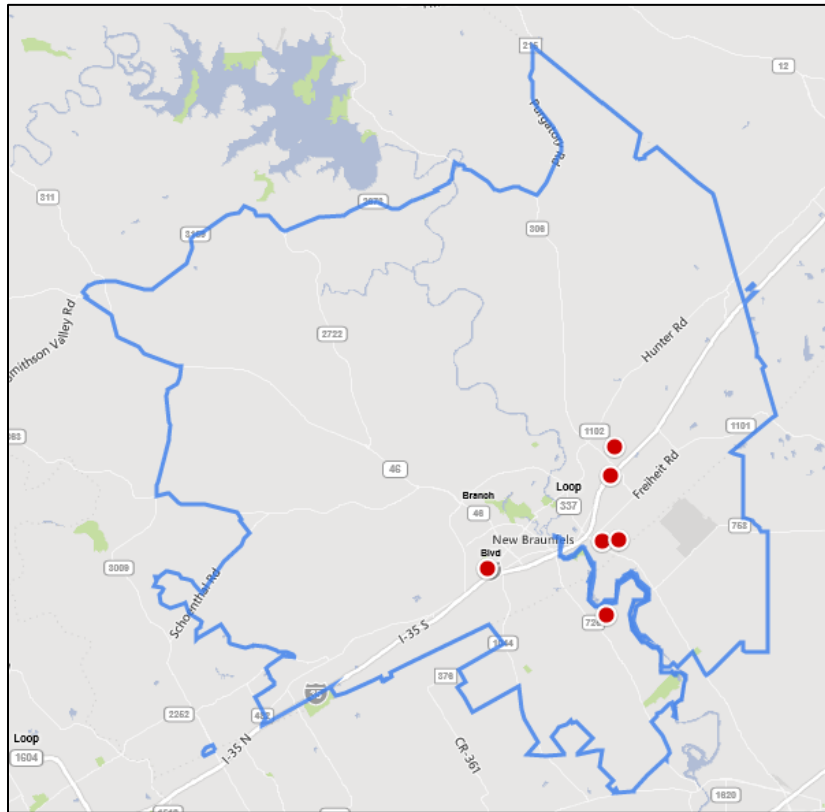 215
12
Purgatory Rd
311
2673
3159
306
Smithson Valley Rd
2722
Hunter Rd
1102
1101
46
Freiheit Rd
Branch
Loop
46
337
758
New Braunfels
Blvd
3009
Schoenthal Rd
725
I-35 S
1044
376
35
2252
482
Loop
1604
I-35 N
CR-361
1620